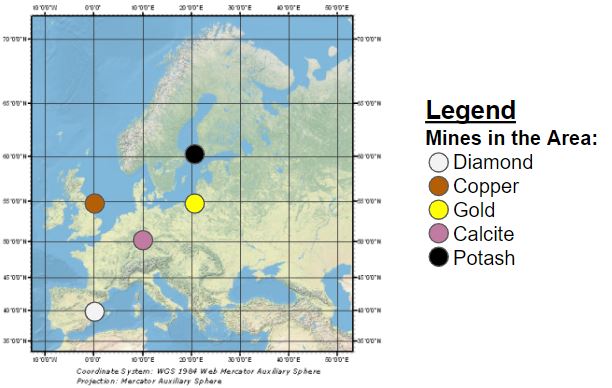 10°0'0"W 0°0'0" 10°0'0"E 20°0'0"E 30°0'0"E 40°0'0"E 50°0'0"E
70°0'0"N 70°0'0"N
65°0'0"N 65°0'0"N
60°0'0"N 60°0'0"N
55°0'0"N 55°0'0"N
50°0'0"N 50°0'0"N
45°0'0"N 45°0'0"N
40°0'0"N 40°0'0"N
35°0'0"N 35°0'0"N
10°0'0"W 0°0'0" 10°0'0"E 20°0'0"E 30°0'0"E 40°0'0"E 50°0'0"E
Coordinate System: WGS 1984 Web Mercator Auxiliary Sphere
Projection: Mercator Auxiliary Sphere
Legend
Mines in the Area:
Diamond
Copper
Gold
Calcite
Potash